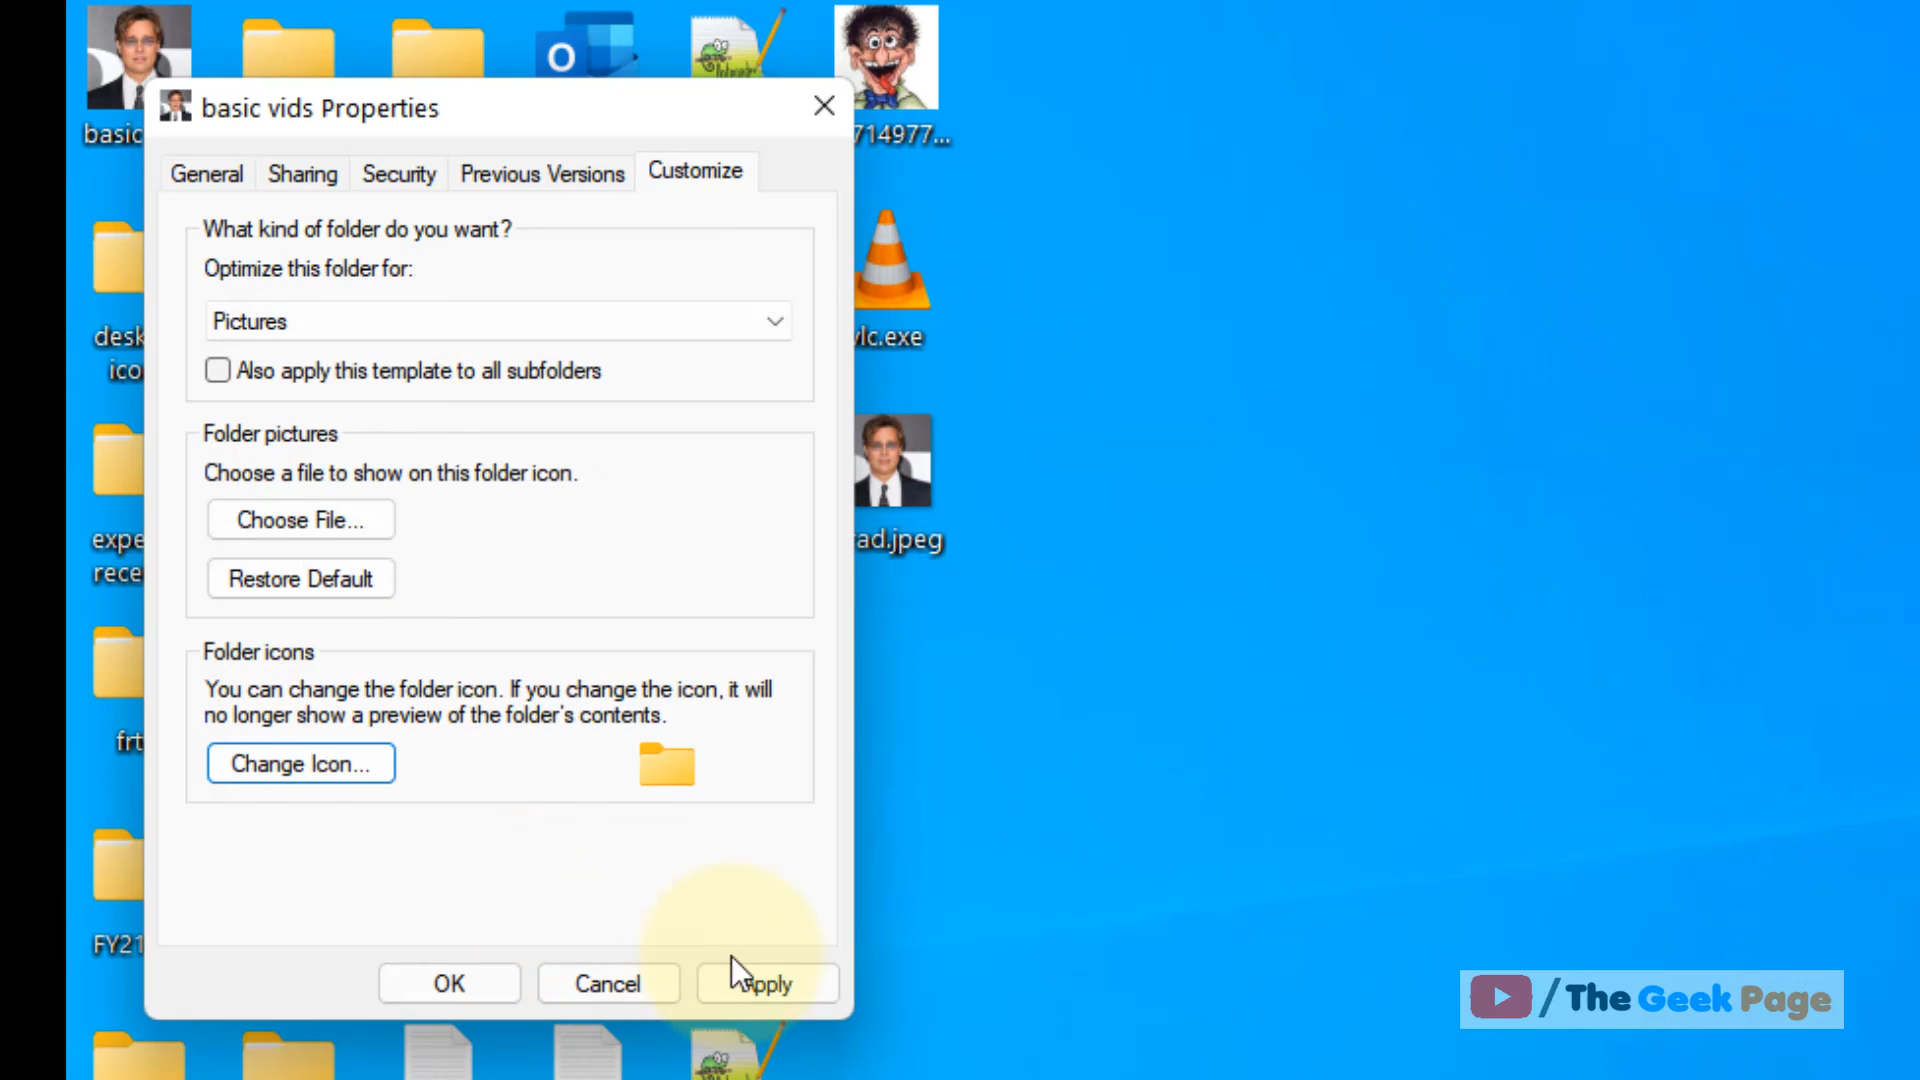 basic
714977...
basic vids Properties
General
Sharing
Security
Previous Versions
Customize
What kind of folder do you want?
Optimize this folder for:
Pictures
Also apply this template to all subfolders
desk
ico
vlc.exe
Folder pictures
Choose a file to show on this folder icon.
Choose File...
Restore Default
expe
rece
ad.jpeg
Folder icons
You can change the folder icon. If you change the icon, it will
no longer show a preview of the folder's contents.
Change Icon...
frt
FY21
OK
Cancel
Apply
/The Geek Page